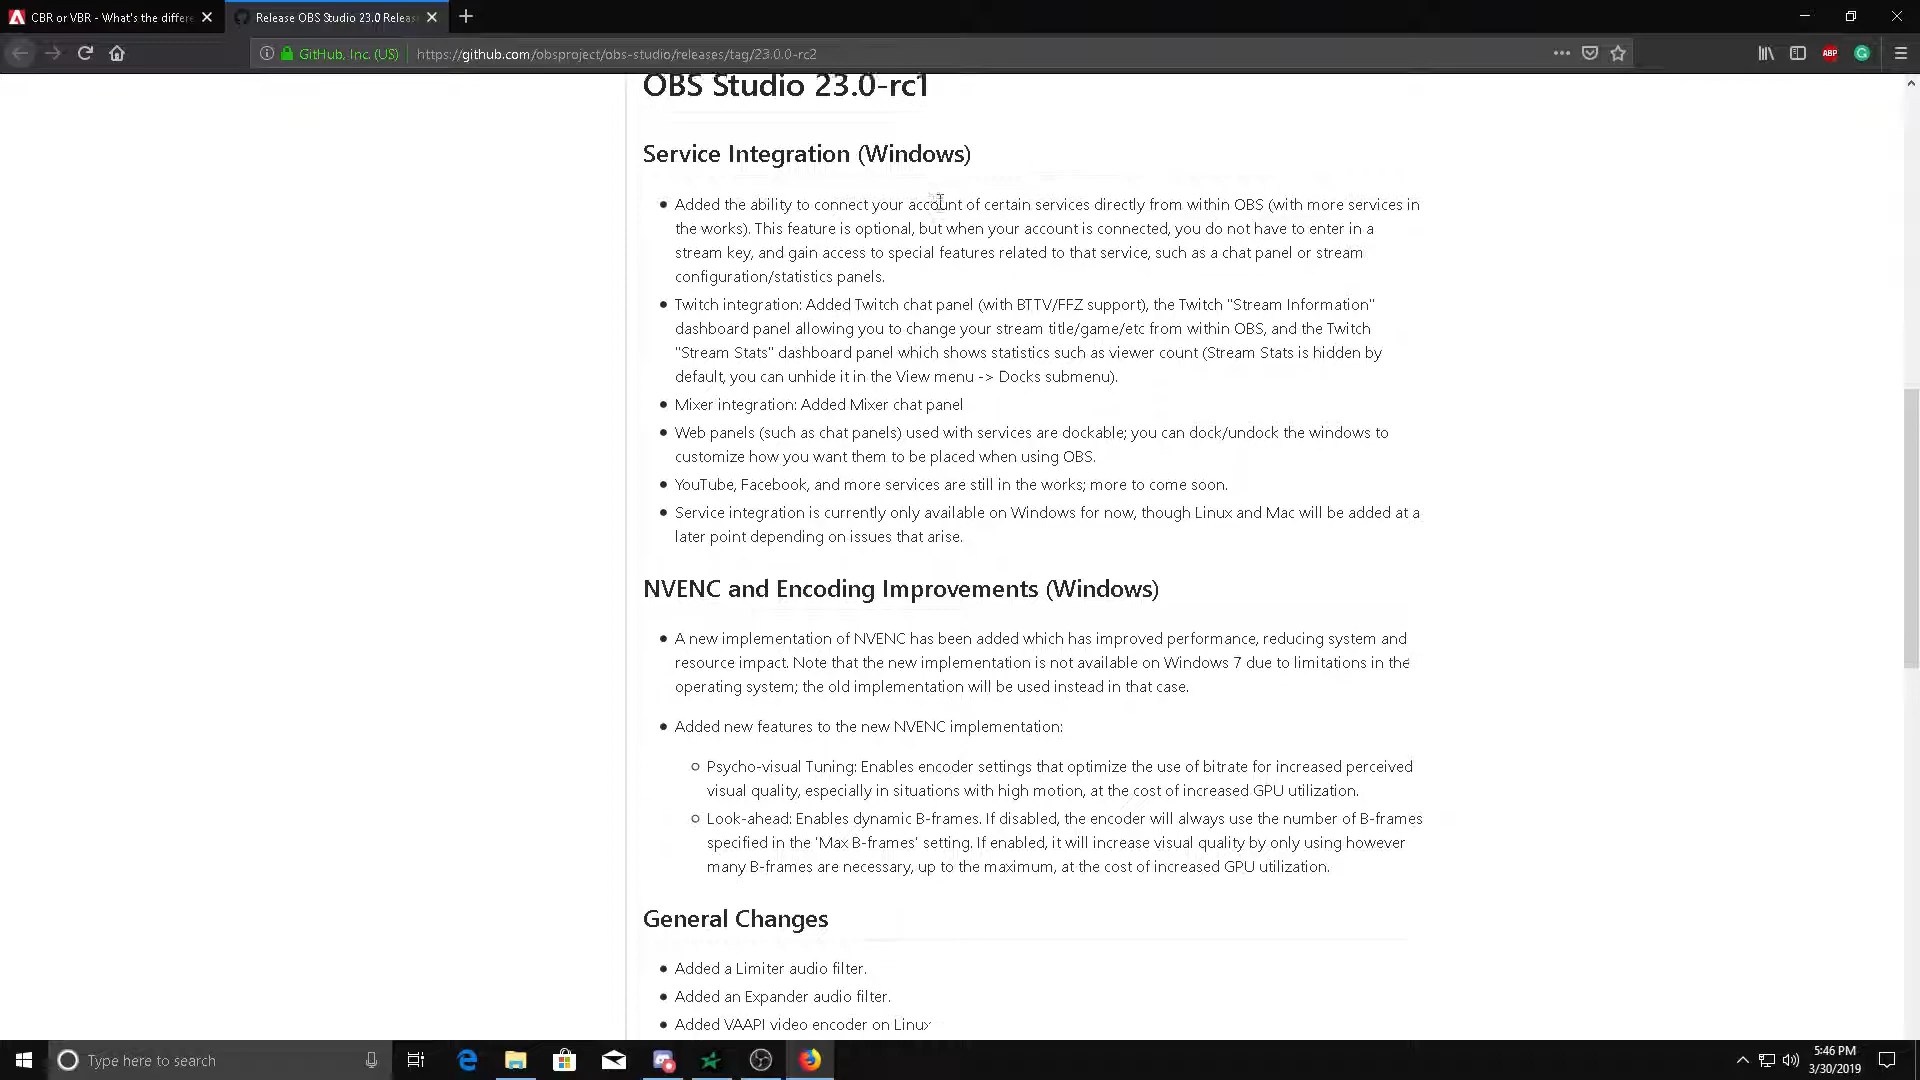 CBR or VBR - What's the differe
Release OBS Studio 23.0 Releas
GitHub, Inc. (US)
https://github.com/obsproject/obs-studio/releases/tag/23.0.0-rc2
ABP
OBS Studio 23.0-rc1
Service Integration (Windows)
Added the ability to connect your account of certain services directly from within OBS (with more services in
the works). This feature is optional, but when your account is connected, you do not have to enter in a
stream key, and gain access to special features related to that service, such as a chat panel or stream
configuration/statistics panels.
Twitch integration: Added Twitch chat panel (with BTTV/FFZ support), the Twitch "Stream Information"
dashboard panel allowing you to change your stream title/game/etc from within OBS, and the Twitch
"Stream Stats" dashboard panel which shows statistics such as viewer count (Stream Stats is hidden by
default, you can unhide it in the View menu -> Docks submenu).
Mixer integration: Added Mixer chat panel
Web panels (such as chat panels) used with services are dockable; you can dock/undock the windows to
customize how you want them to be placed when using OBS.
YouTube, Facebook, and more services are still in the works; more to come soon.
Service integration is currently only available on Windows for now, though Linux and Mac will be added at a
later point depending on issues that arise.
NVENC and Encoding Improvements (Windows)
A new implementation of NVENC has been added which has improved performance, reducing system and
resource impact. Note that the new implementation is not available on Windows 7 due to limitations in the
operating system; the old implementation will be used instead in that case.
Added new features to the new NVENC implementation:
Psycho-visual Tuning: Enables encoder settings that optimize the use of bitrate for increased perceived
visual quality, especially in situations with high motion, at the cost of increased GPU utilization.
Look-ahead: Enables dynamic B-frames. If disabled, the encoder will always use the number of B-frames
specified in the 'Max B-frames' setting. If enabled, it will increase visual quality by only using however
many B-frames are necessary, up to the maximum, at the cost of increased GPU utilization.
General Changes
Added a Limiter audio filter.
Added an Expander audio filter.
Added VAAPI video encoder on Linux
Type here to search
5:46 PM
3/30/2019